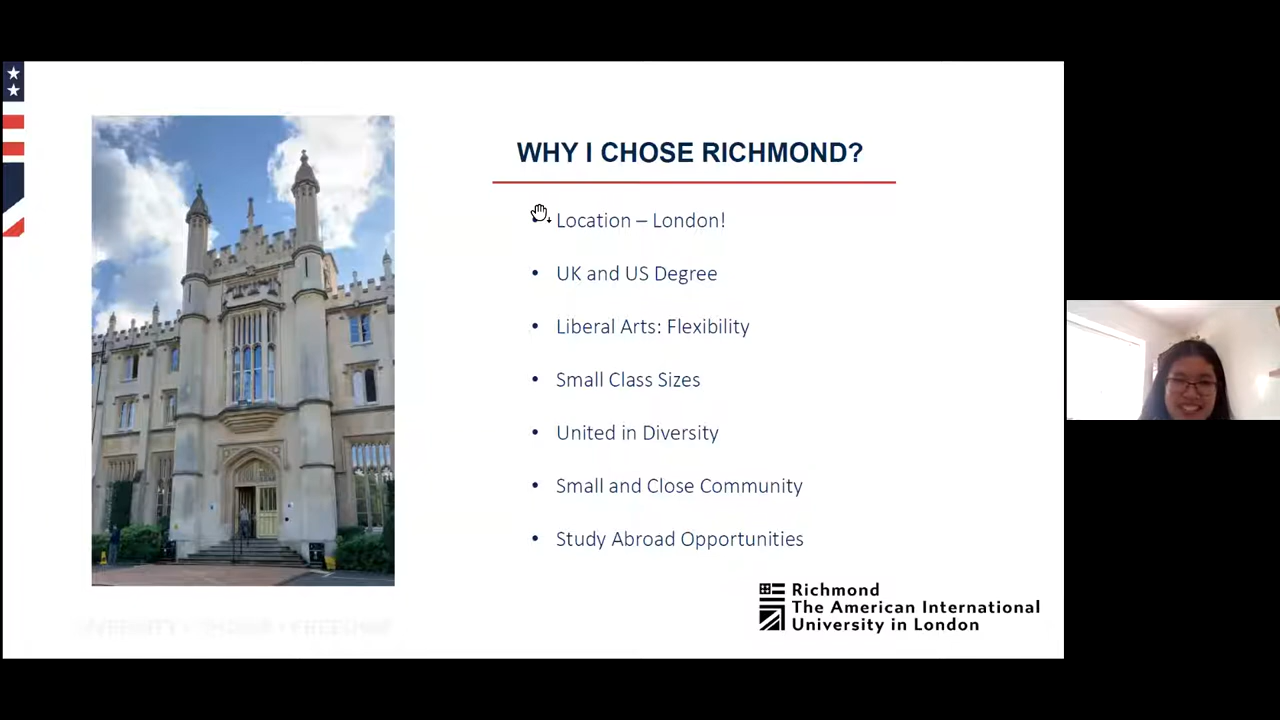 WHY I CHOSE RICHMOND?
Location – London!
• UK and US Degree
• Liberal Arts: Flexibility
• Small Class Sizes
• United in Diversity
• Small and Close Community
• Study Abroad Opportunities
Richmond
The American International
University in London